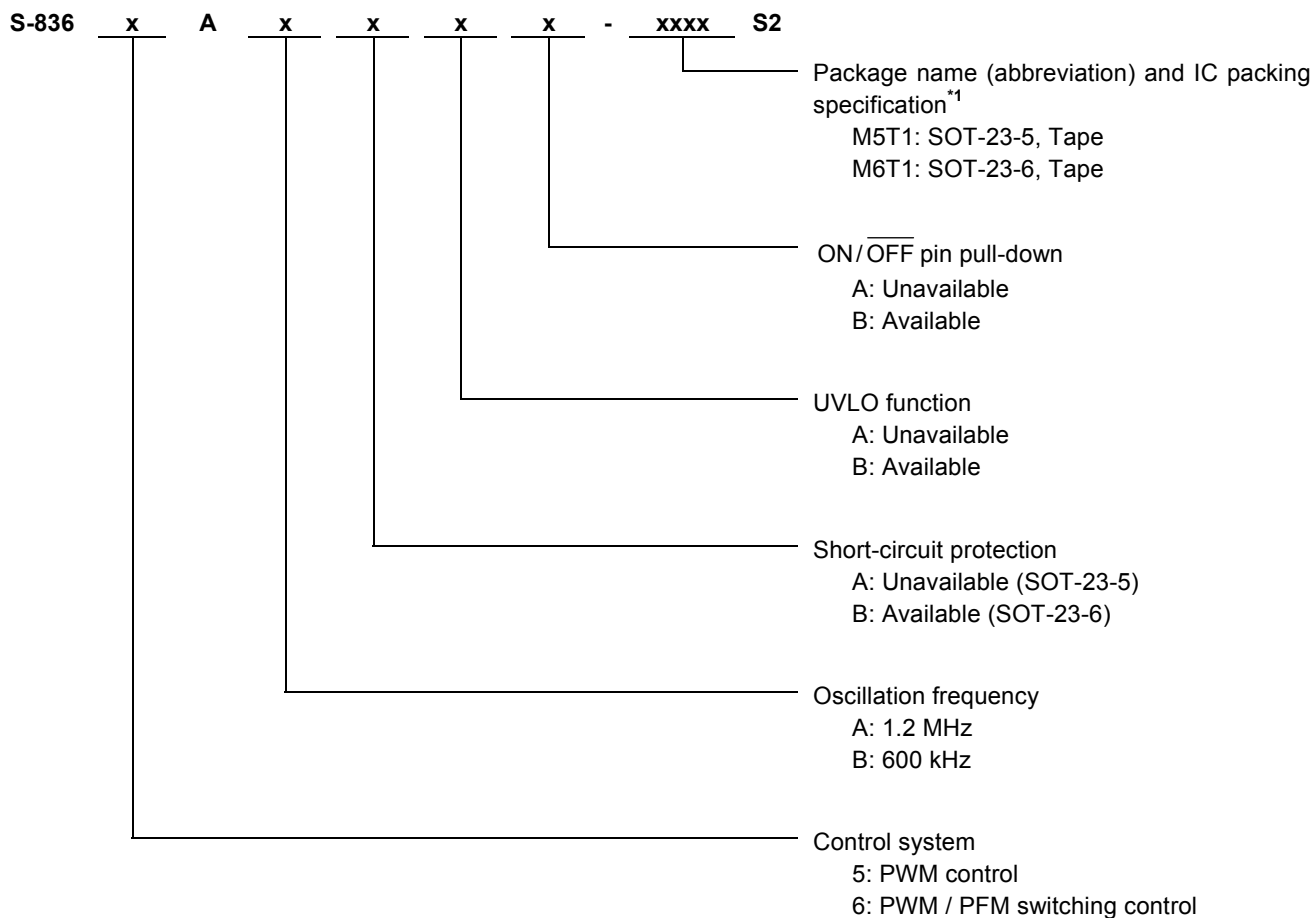 S-836 x A x x x x - xxxx S2
Package name (abbreviation) and IC packing
specification*1
M5T1: SOT-23-5, Tape
M6T1: SOT-23-6, Tape
ON/OFF pin pull-down
A: Unavailable
B: Available
UVLO function
A: Unavailable
B: Available
Short-circuit protection
A: Unavailable (SOT-23-5)
B: Available (SOT-23-6)
Oscillation frequency
A: 1.2 MHz
B: 600 kHz
Control system
5: PWM control
6: PWM / PFM switching control